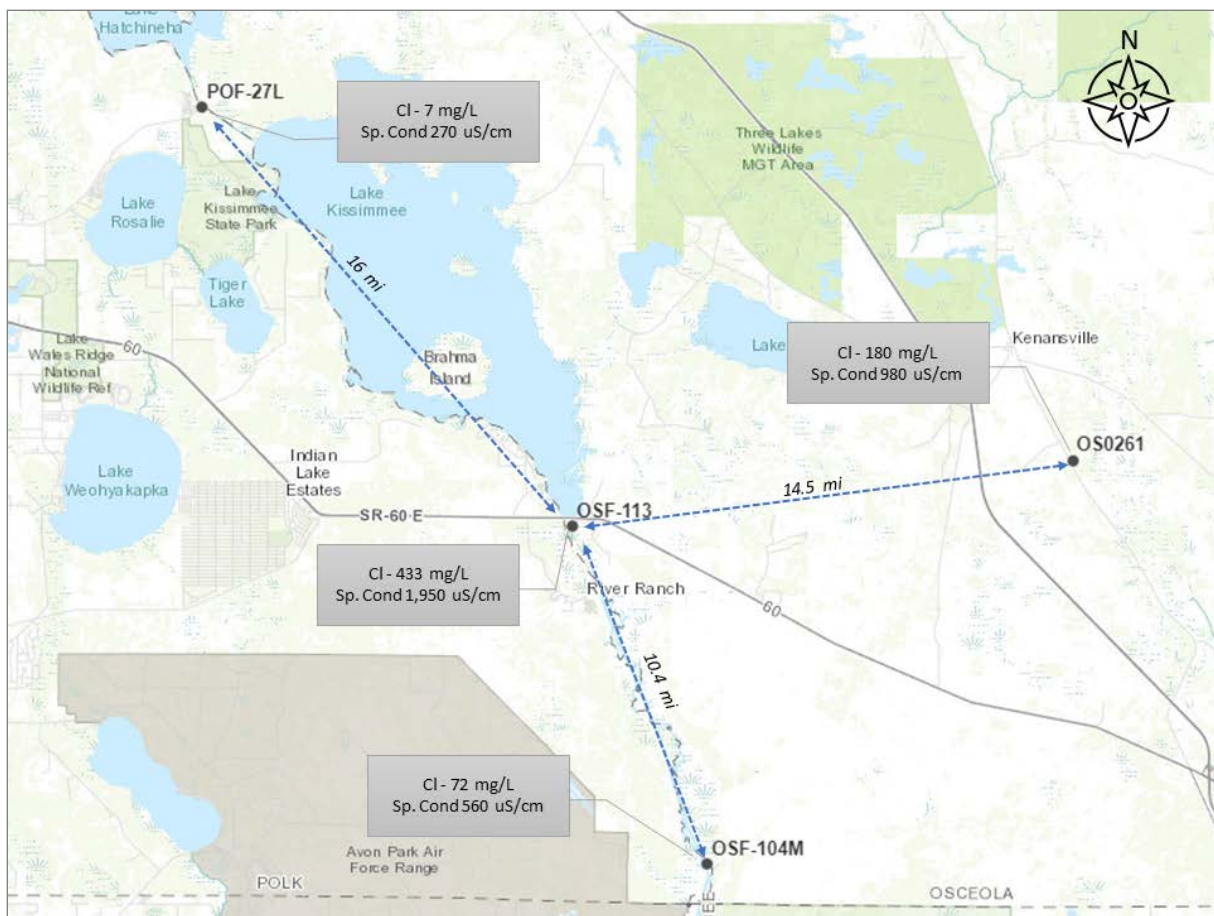 Lake
Hatchineha
N
POF-27L
Cl - 7 mg/L
Sp. Cond 270 uS/cm
Three Lakes
Wildlife
MGT Area
Lake
Rosalie
Lake
Kissimmee
State Park
Lake
Kissimmee
16 mi
Tiger
Lake
60
Lake
Wales Ridge
National
Wildlife Ref
Brahma
Island
Lake
Kenansville
Cl - 180 mg/L
Sp. Cond 980 uS/cm
OS0261
Lake
Weohyakapka
Indian
Lake
Estates
14.5 mi
SR-60 E
OSF-113
Cl - 433 mg/L
Sp. Cond 1,950 uS/cm
River Ranch
60
10.4 mi
Cl - 72 mg/L
Sp. Cond 560 uS/cm
OSF-104M
Avon Park Air
Force Range
POLK
OSCEOLA
EE